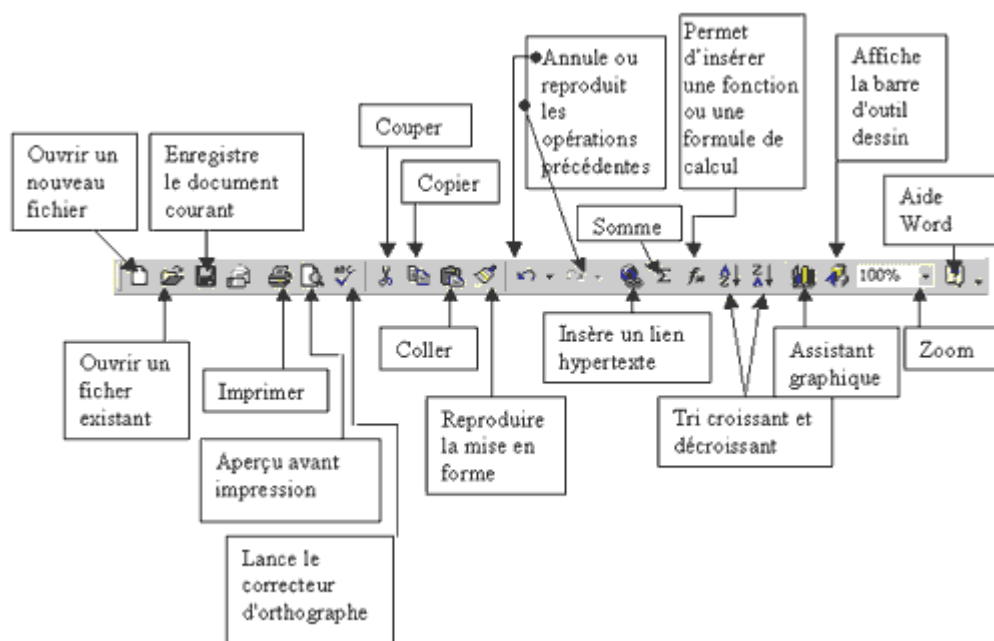 Ouvrir un
nouveau
fichier
Enregistre
le document
courant
Couper
Copier
Annule ou
reproduit
les
opérations
précédentes
Somme
Permet
d'insérer
une fonction
ou une
formule de
calcul
Affiche
la barre
d'outil
dessin
Aide
Word
100%
Ouvrir un
ficher
existant
Imprimer
Aperçu avant
impression
Lance le
correcteur
d'orthographe
Coller
Reproduire
la mise en
forme
Insère un lien
hypertexte
Tri croissant et
décroissant
Assistant
graphique
Zoom